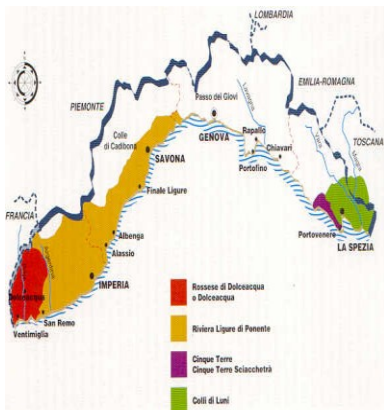 LOMBARDIA
PIEMONTE
Passo dei Giovi
EMILIA-ROMAGNA
TOSCANA
Colle
di Cadibona
SAVONA
GENOVA
Rapallo
Chiavari
Portofino
Finale Ligure
FRANCIA
Albenga
Alassio
Portovenere
LA SPEZIA
Dolceacqua
IMPERIA
San Remo
Ventimiglia
Rossese di Dolceacqua
o Dolceacqua
Riviera Ligure di Ponente
Cinque Terre
Cinque Terre Sciacchetrà
Colli di Luni